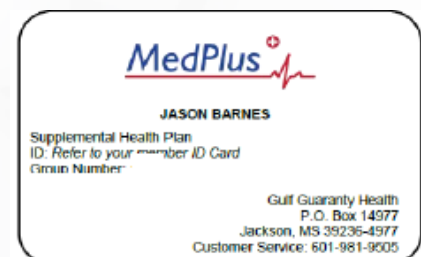 MedPlus
JASON BARNES
Supplemental Health Plan
ID: Refer to your member ID Card
Group Number:
Gulf Guaranty Health
P.O. Box 14977
Jackson, MS 39236-4977
Customer Service: 601-981-9505